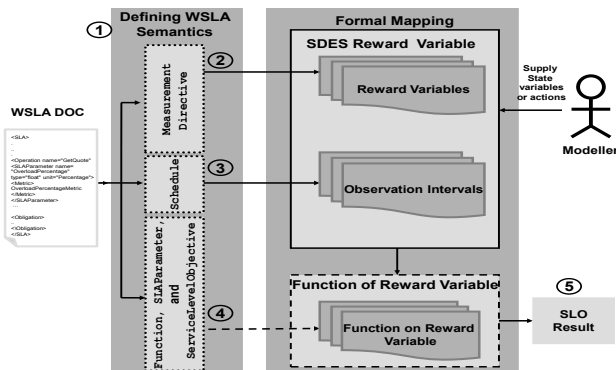 Defining WSLA
Semantics
Formal Mapping
1
SDES Reward Variable
2
Measurement
Directive
Reward Variables
Supply
State
variables
or actions
Modeller
WSLA DOC
<SLA>
.
...
<Operation name="GetQuote"
<SLAParameter name=
"OverloadPercentage"
type="float" unit="Percentage">
<Metric>
OverloadPercentageMetric
</Metric>
</SLAParameter>
...
<Obligation>
..
<\Obligation>
</SLA>
3
Schedule
Observation Intervals
Function, SLAParameter,
and
ServiceLevelObjective
4
Function of Reward Variable
Function on Reward
Variable
5
SLO
Result